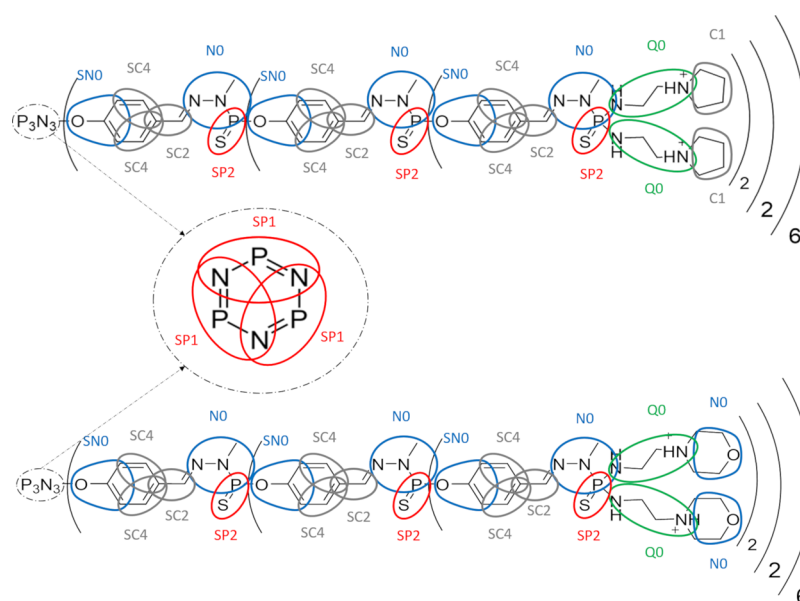 C1
N0 N0 N0 Q0
SC4 SC4 SC4
SN0 SN0 SN0
N-N N-N N-N H N HN +
P3N3 O P O P O P
S S S N H HN +
SC4 SC2 SP2 SC4 SC2 SP2 SC4 SC2 SP2 Q0 C1
2 2 6
SP1
P
N N
P P
N
SP1 SP1
N0 N0 Q0 N0
SC4 SC4 SC4
SN0 SN0 SN0
N-N N-N N-N H N HN + O
P3N3 O P O P O P
S S S N H NH + O
SC4 SC2 SP2 SC4 SC2 SP2 SC4 SC2 SP2 Q0 N0
2 2 6